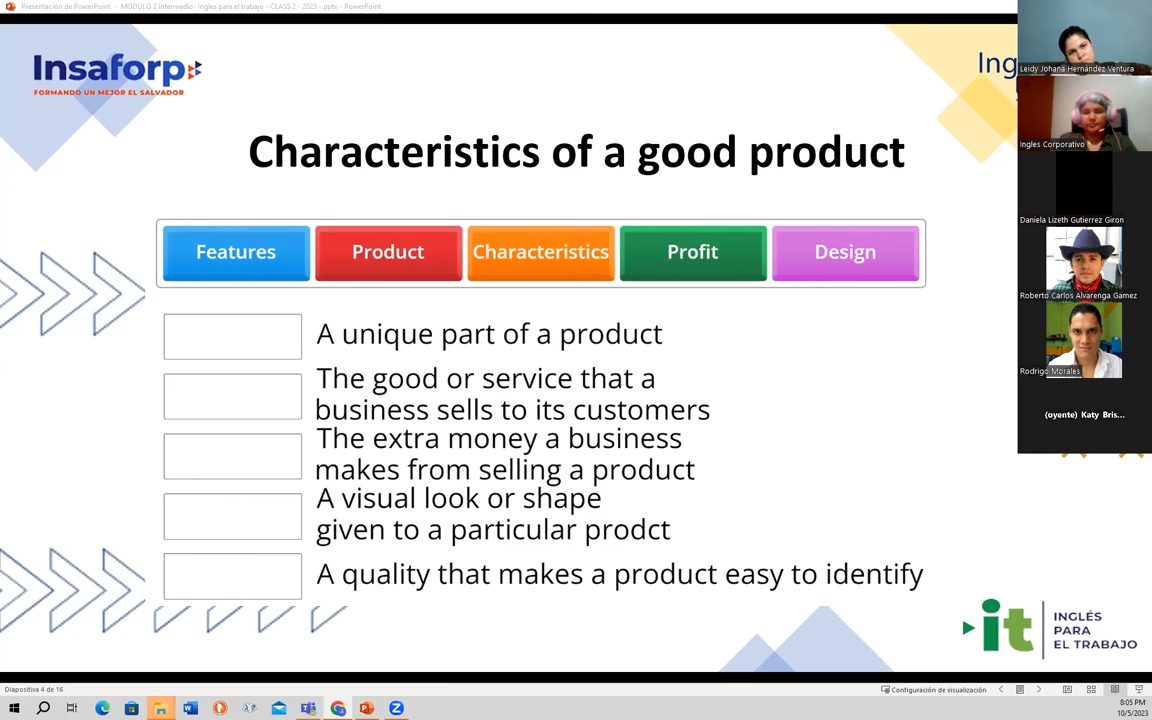 Presentación de PowerPoint - MODULO 2 Intermedio- Ingles para el trabajo - CLASS 2 - 2023 -.pptx - PowerPoint
Insaforp
FORMANDO UN MEJOR EL SALVADOR
Ing
Characteristics of a good product
Features
Product
Characteristics
Profit
Design
A unique part of a product
The good or service that a
business sells to its customers
The extra money a business
makes from selling a product
A visual look or shape
given to a particular prodct
A quality that makes a product easy to identify
it
INGLÉS
PARA
EL TRABAJO
Leidy Johana Hernández Ventura
Ingles Corporativo
Daniela Lizeth Gutierrez Giron
Roberto Carlos Alvarenga Gamez
Rodrigo Morales
(oyente) Katy Bris...
Diapositiva 4 de 16
Configuración de visualización
8:05 PM
10/5/2023